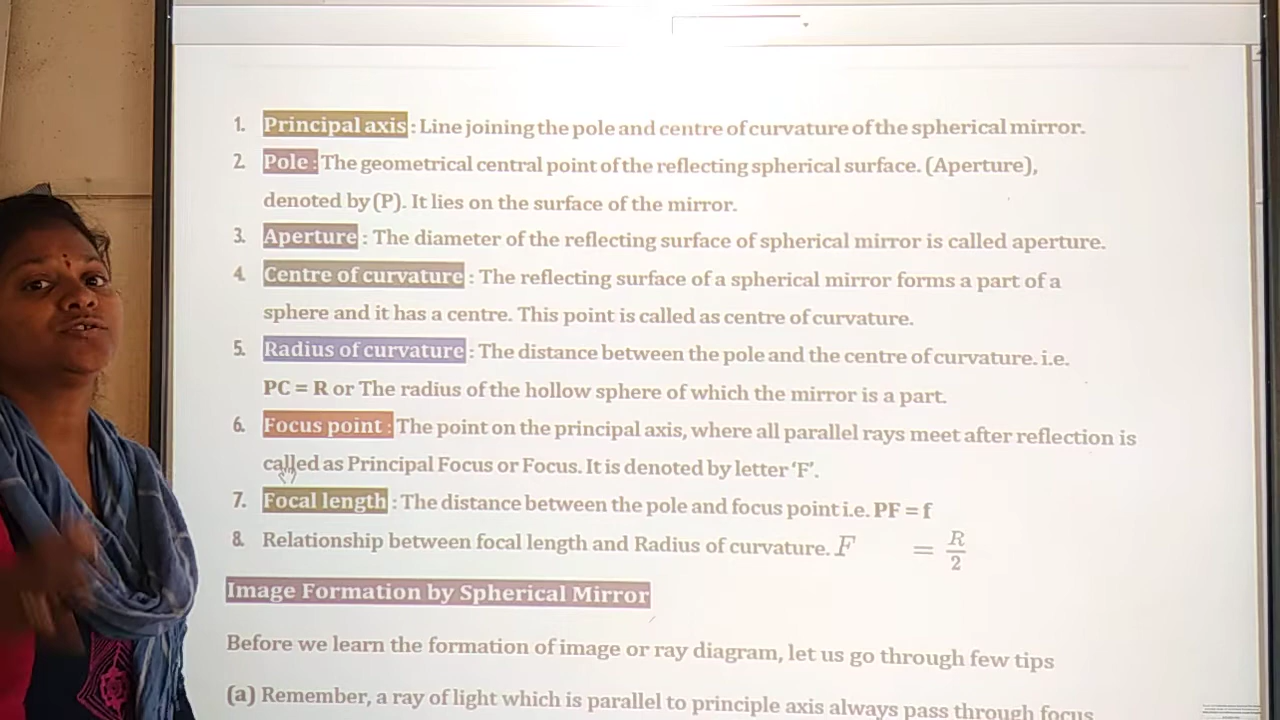 1. Principal axis : Line joining the pole and centre of curvature of the spherical mirror.
2. Pole : The geometrical central point of the reflecting spherical surface. (Aperture),
denoted by (P). It lies on the surface of the mirror.
3. Aperture : The diameter of the reflecting surface of spherical mirror is called aperture.
4. Centre of curvature : The reflecting surface of a spherical mirror forms a part of a
sphere and it has a centre. This point is called as centre of curvature.
5. Radius of curvature : The distance between the pole and the centre of curvature. i.e.
PC = R or The radius of the hollow sphere of which the mirror is a part.
6. Focus point : The point on the principal axis, where all parallel rays meet after reflection is
called as Principal Focus or Focus. It is denoted by letter ‘F’.
7. Focal length : The distance between the pole and focus point i.e. PF = f
8. Relationship between focal length and Radius of curvature. F = R/2
Image Formation by Spherical Mirror
Before we learn the formation of image or ray diagram, let us go through few tips
(a) Remember, a ray of light which is parallel to principle axis always pass through focus